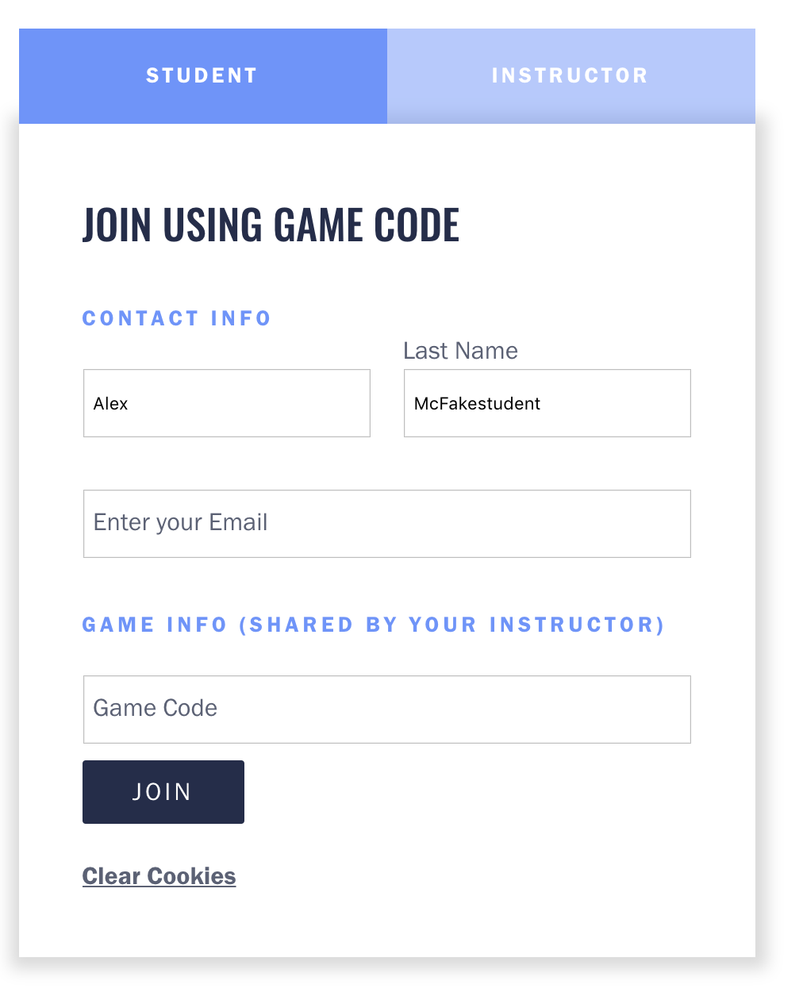 STUDENT INSTRUCTOR
JOIN USING GAME CODE
CONTACT INFO
Last Name
Alex McFakestudent
Enter your Email
GAME INFO (SHARED BY YOUR INSTRUCTOR)
Game Code
JOIN
Clear Cookies